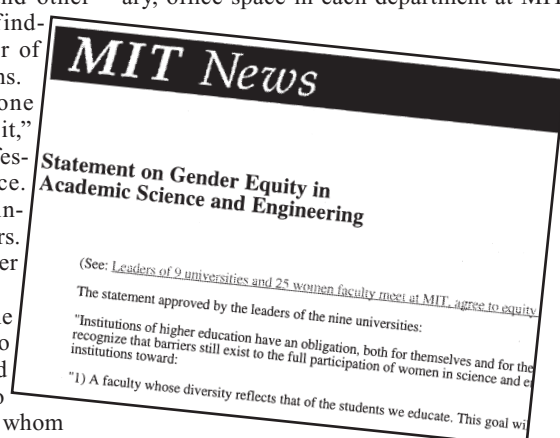 ary, office space in each department at MIT
find-
r of
ns.
one
it,”
fes-
ce.
in-
rs.
er
whom
MIT News
Statement on Gender Equity in
Academic Science and Engineering
(See: Leaders of 9 universities and 25 women faculty meet at MIT, agree to equity
The statement approved by the leaders of the nine universities:
"Institutions of higher education have an obligation, both for themselves and for the
recognize that barriers still exist to the full participation of women in science and e
institutions toward:
"1) A faculty whose diversity reflects that of the students we educate. This goal wi